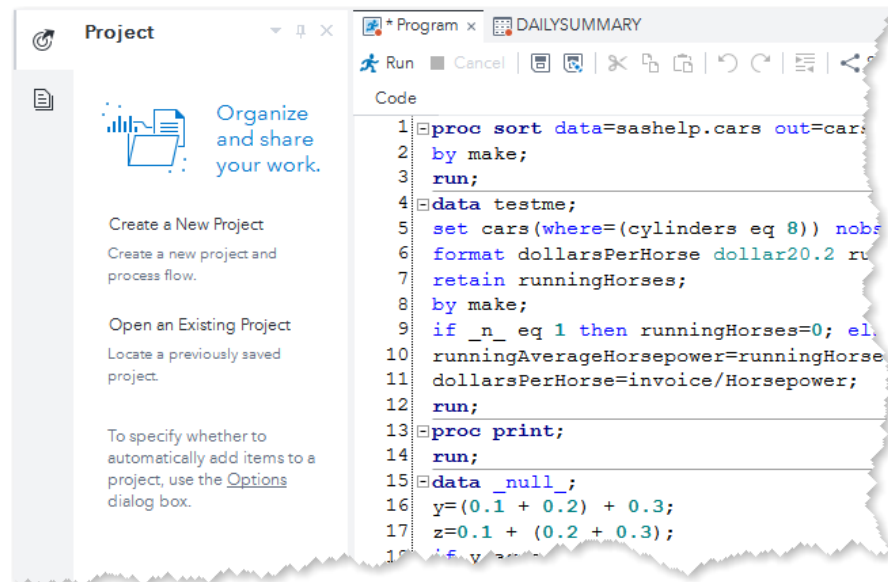 Project
Organize
and share
your work.
Create a New Project
Create a new project and
process flow.
Open an Existing Project
Locate a previously saved
project.
To specify whether to
automatically add items to a
project, use the Options
dialog box.
* Program × DAILYSUMMARY
Run Cancel
Code
1 proc sort data=sashelp.cars out=cars
2 by make;
3 run;
4 data testme;
5 set cars(where=(cylinders eq 8)) nobs
6 format dollarsPerHorse dollar20.2 ru
7 retain runningHorses;
8 by make;
9 if _n_ eq 1 then runningHorses=0; el
10 runningAverageHorsepower=runningHorse
11 dollarsPerHorse=invoice/Horsepower;
12 run;
13 proc print;
14 run;
15 data _null_;
16 y=(0.1 + 0.2) + 0.3;
17 z=0.1 + (0.2 + 0.3);